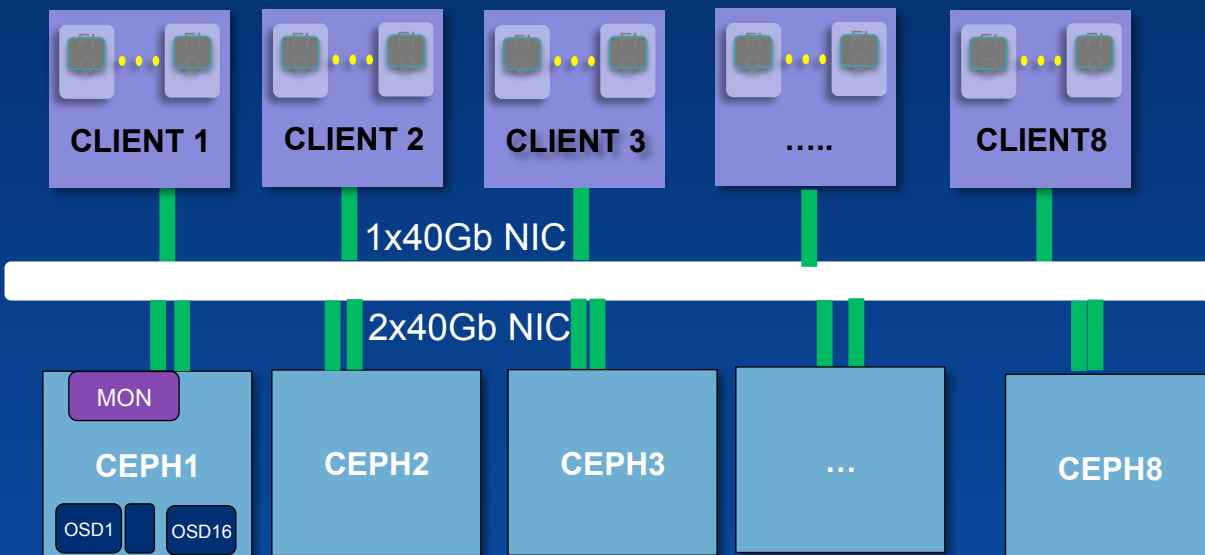 CLIENT 1
CLIENT 2
CLIENT 3
…..
CLIENT8
1x40Gb NIC
2x40Gb NIC
MON
CEPH1
CEPH2
CEPH3
…
CEPH8
OSD1
OSD16